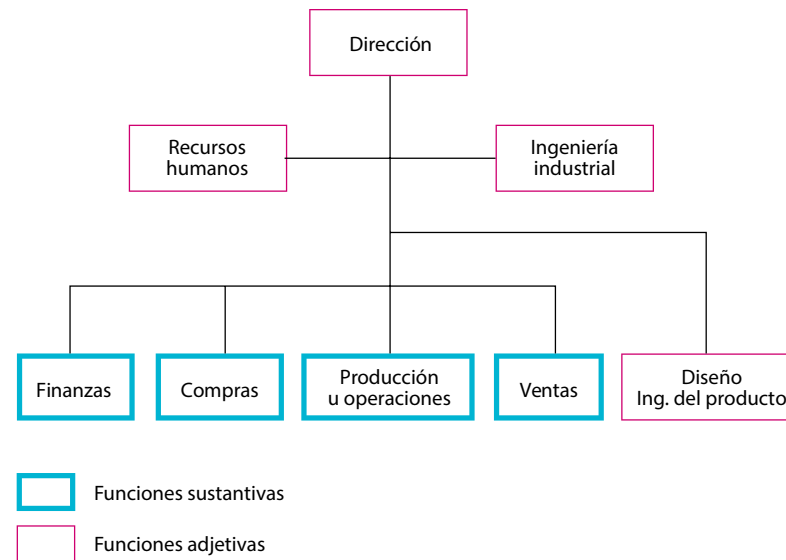 Dirección
Recursos
humanos
Ingeniería
industrial
Finanzas
Compras
Producción
u operaciones
Ventas
Diseño
Ing. del producto
Funciones sustantivas
Funciones adjetivas